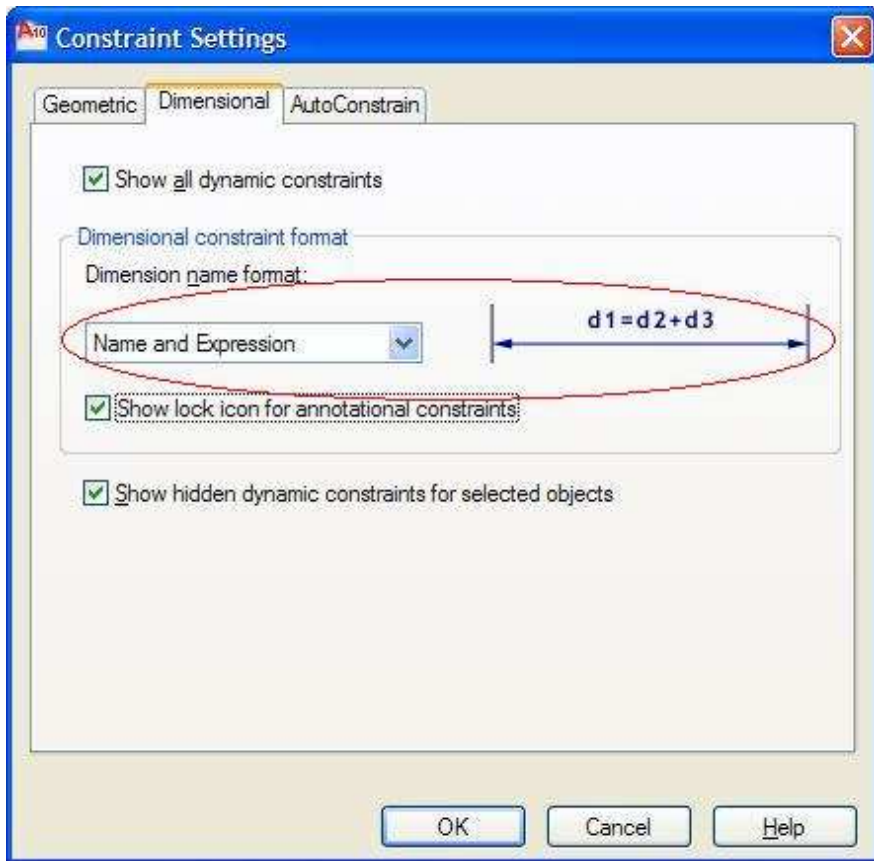 A10 Constraint Settings
Geometric Dimensional AutoConstrain
Show all dynamic constraints
Dimensional constraint format
Dimension name format:
Name and Expression
d1=d2+d3
Show lock icon for annotational constraints
Show hidden dynamic constraints for selected objects
OK Cancel Help